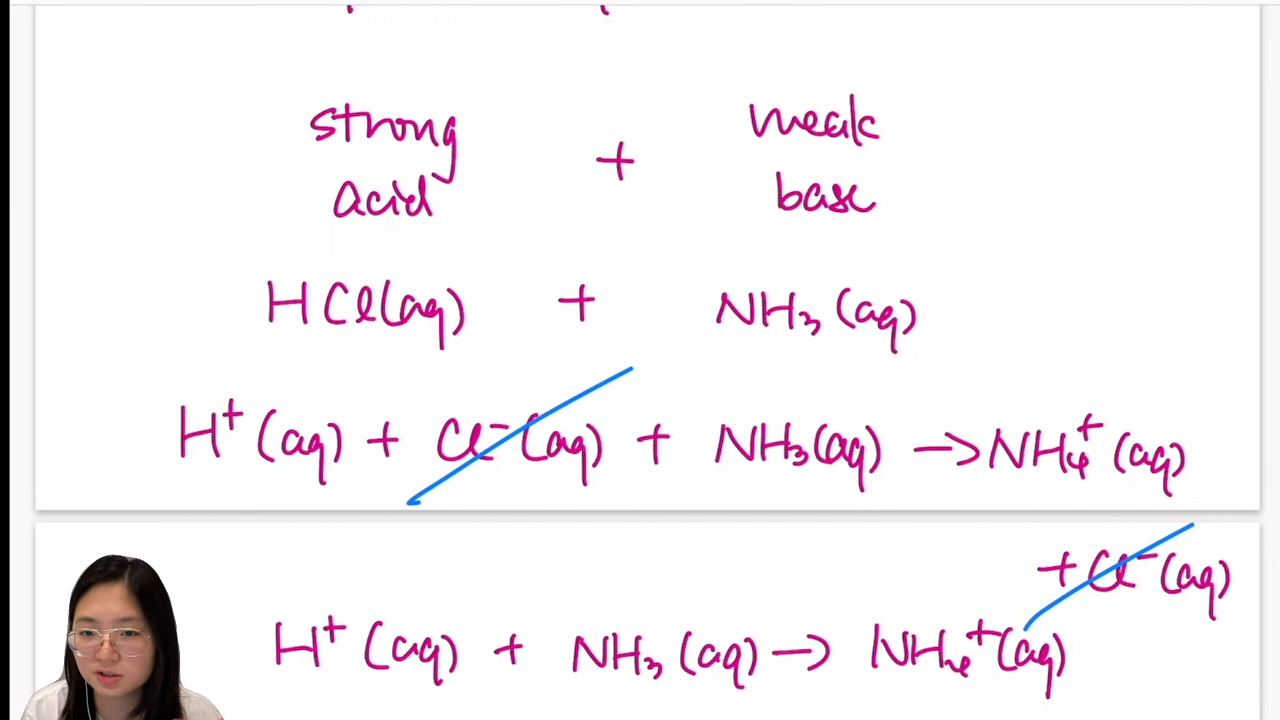 strong + weak
acid base
HCl(aq) + NH₃(aq)
H⁺(aq) + Cl⁻(aq) + NH₃(aq) → NH₄⁺(aq)
+ Cl⁻(aq)
H⁺(aq) + NH₃(aq) → NH₄⁺(aq)